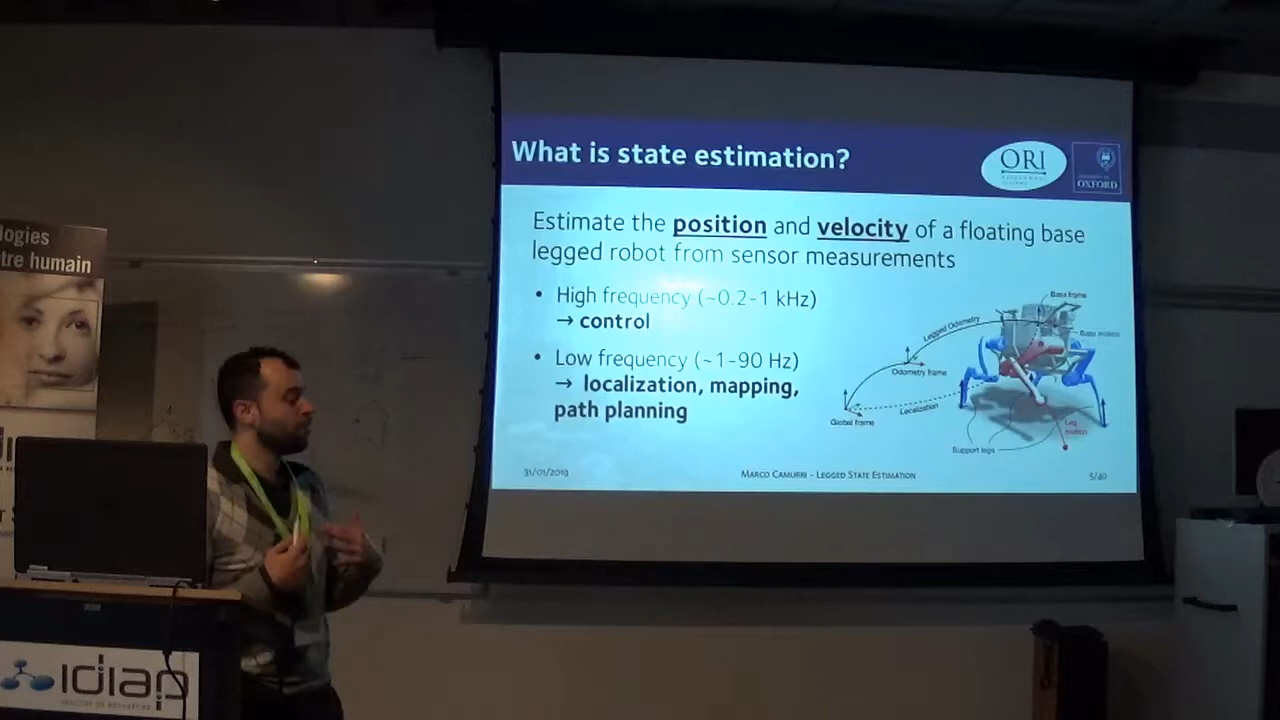 What is state estimation?
ORI
OXFORD
Estimate the position and velocity of a floating base
legged robot from sensor measurements
• High frequency (~0.2-1 kHz)
→ control
• Low frequency (~1-90 Hz)
→ localization, mapping,
path planning
Base frame
Legged Odometry
Base motion
Odometry frame
Localization
Global frame
Leg
motion
Support legs
31/01/2019
Marco Camurri - Legged State Estimation
5/40
logies
tre humain
idiap